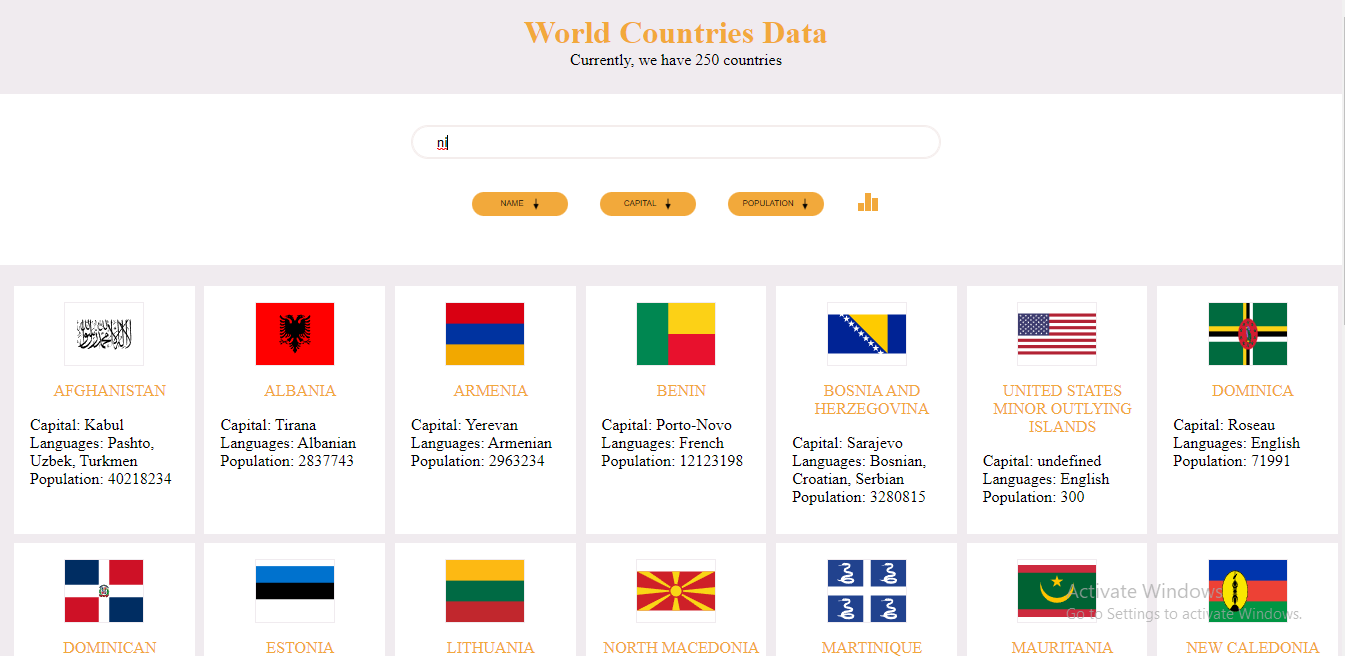 World Countries Data
Currently, we have 250 countries
ni
NAME
CAPITAL
POPULATION
AFGHANISTAN
Capital: Kabul
Languages: Pashto,
Uzbek, Turkmen
Population: 40218234
ALBANIA
Capital: Tirana
Languages: Albanian
Population: 2837743
ARMENIA
Capital: Yerevan
Languages: Armenian
Population: 2963234
BENIN
Capital: Porto-Novo
Languages: French
Population: 12123198
BOSNIA AND
HERZEGOVINA
Capital: Sarajevo
Languages: Bosnian,
Croatian, Serbian
Population: 3280815
UNITED STATES
MINOR OUTLYING
ISLANDS
Capital: undefined
Languages: English
Population: 300
DOMINICA
Capital: Roseau
Languages: English
Population: 71991
DOMINICAN
ESTONIA
LITHUANIA
NORTH MACEDONIA
MARTINIQUE
MAURITANIA
NEW CALEDONIA
Activate Windows
Go to Settings to activate Windows.